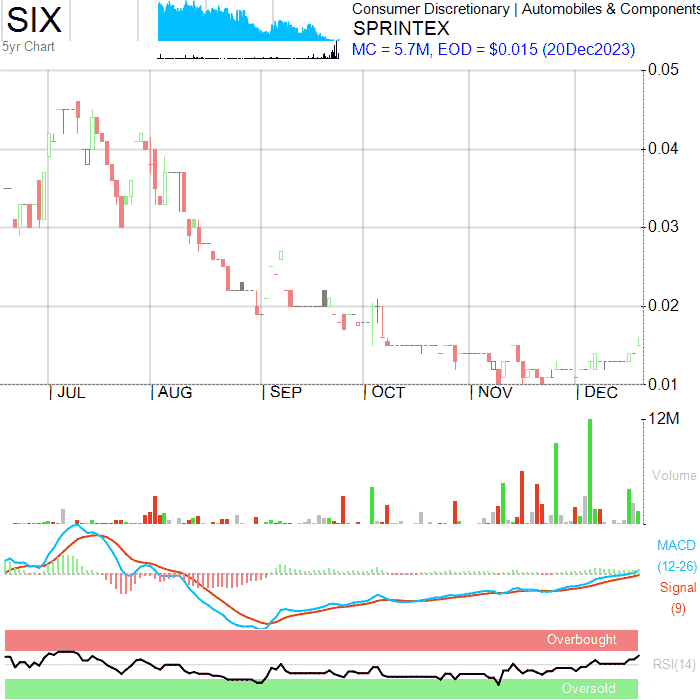 SIX
5yr Chart
Consumer Discretionary | Automobiles & Components
SPRINTEX
MC = 5.7M, EOD = $0.015 (20Dec2023)
0.05
0.04
0.03
0.02
0.01
| JUL
| AUG
| SEP
| OCT
| NOV
| DEC
12M
Volume
MACD
(12-26)
Signal
(9)
Overbought
RSI(14)
Oversold